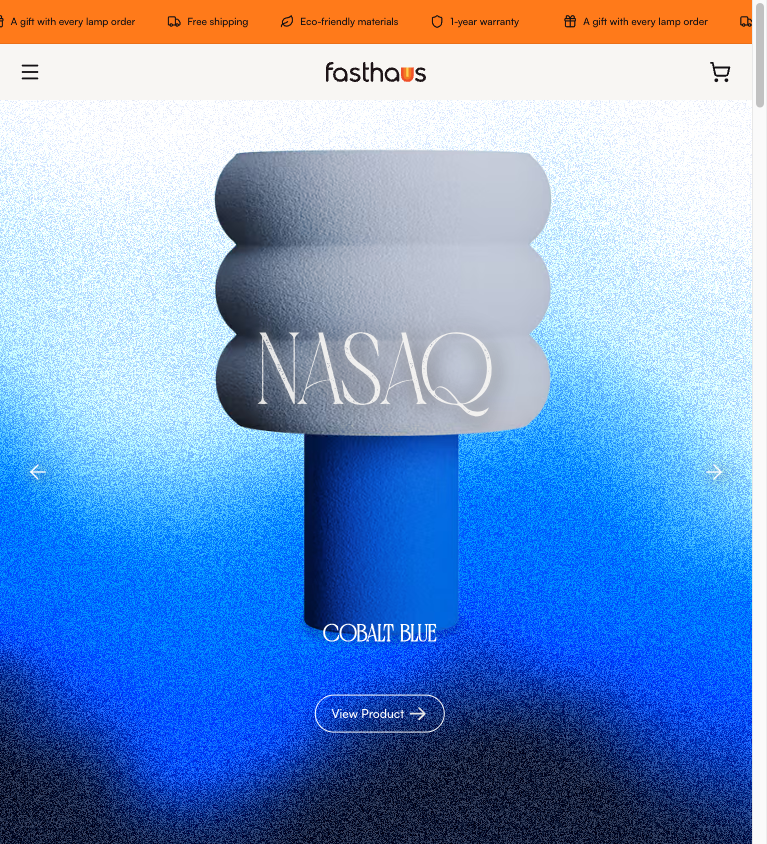 A gift with every lamp order Free shipping Eco-friendly materials 1-year warranty A gift with every lamp order
fasthaus
NASAQ
COBALT BLUE
View Product